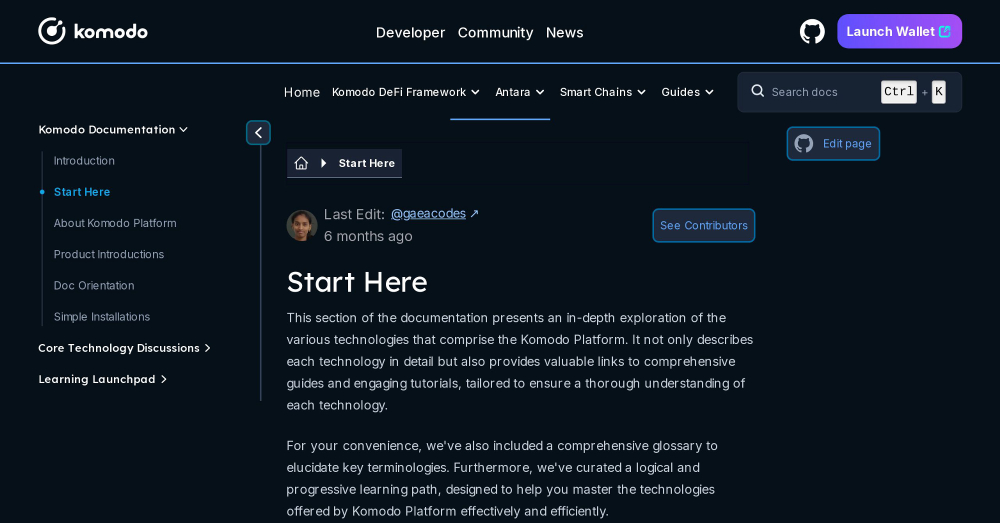 komodo
Developer Community News
Launch Wallet
Home Komodo DeFi Framework Antara Smart Chains Guides
Search docs Ctrl + K
Komodo Documentation
Introduction
Start Here
About Komodo Platform
Product Introductions
Doc Orientation
Simple Installations
Core Technology Discussions
Learning Launchpad
Start Here
Edit page
Last Edit: @gaeacodes ↗
6 months ago
See Contributors
Start Here
This section of the documentation presents an in-depth exploration of the
various technologies that comprise the Komodo Platform. It not only describes
each technology in detail but also provides valuable links to comprehensive
guides and engaging tutorials, tailored to ensure a thorough understanding of
each technology.
For your convenience, we've also included a comprehensive glossary to
elucidate key terminologies. Furthermore, we've curated a logical and
progressive learning path, designed to help you master the technologies
offered by Komodo Platform effectively and efficiently.